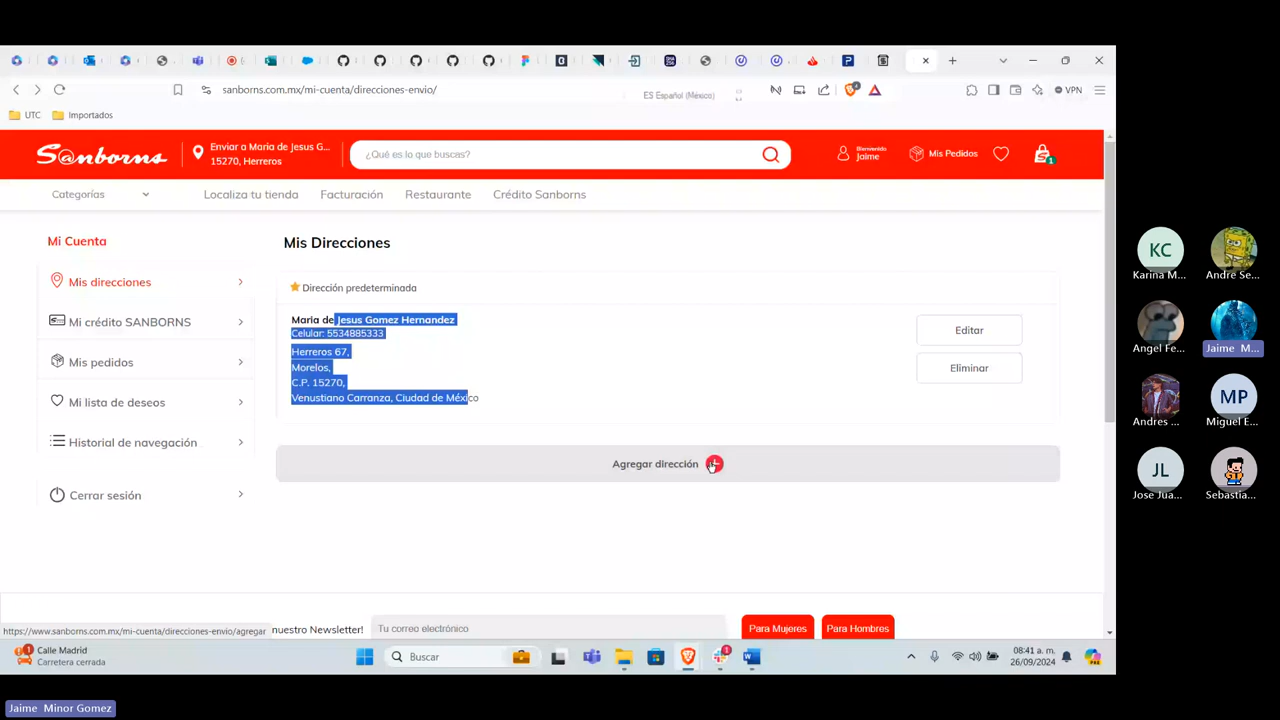 sanborns.com.mx/mi-cuenta/direcciones-envio/
ES Español (México)
4
VPN
UTC
Importados
Sanborns
Enviar a Maria de Jesus G...
15270, Herreros
¿Qué es lo que buscas?
Bienvenido
Jaime
Mis Pedidos
1
Categorías
Localiza tu tienda
Facturación
Restaurante
Crédito Sanborns
Mi Cuenta
Mis direcciones
Mi crédito SANBORNS
Mis pedidos
Mi lista de deseos
Historial de navegación
Cerrar sesión
Mis Direcciones
Dirección predeterminada
Maria de Jesus Gomez Hernandez
Celular: 5534885333
Herreros 67,
Morelos,
C.P. 15270,
Venustiano Carranza, Ciudad de México
Editar
Eliminar
Agregar dirección
https://www.sanborns.com.mx/mi-cuenta/direcciones-envio/agregar
nuestro Newsletter!
Tu correo electrónico
Para Mujeres
Para Hombres
1
Calle Madrid
Carretera cerrada
Buscar
08:41 a. m.
26/09/2024
KC
Karina M...
Andre Se...
Angel Fe...
Jaime M...
Andres ...
MP
Miguel E...
JL
Jose Jua...
Sebastia...
Jaime Minor Gomez